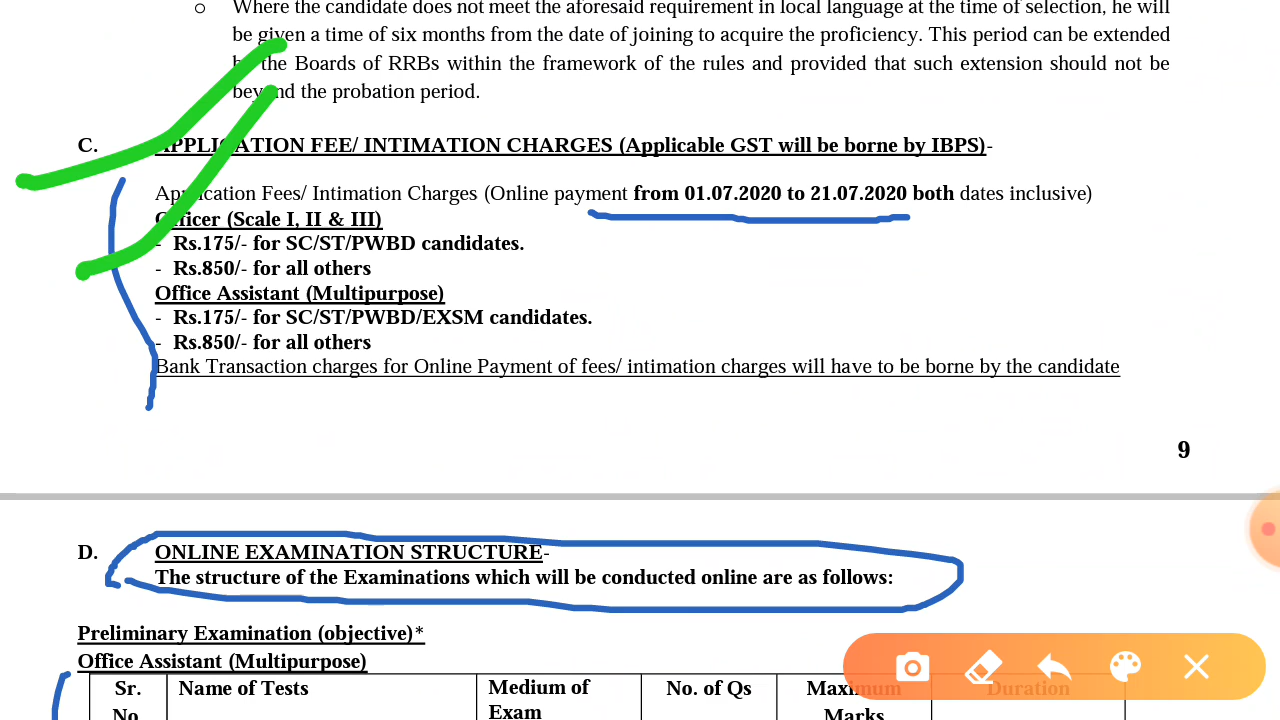 o Where the candidate does not meet the aforesaid requirement in local language at the time of selection, he will
be given a time of six months from the date of joining to acquire the proficiency. This period can be extended
by the Boards of RRBs within the framework of the rules and provided that such extension should not be
beyond the probation period.
C. APPLICATION FEE/ INTIMATION CHARGES (Applicable GST will be borne by IBPS)-
Application Fees/ Intimation Charges (Online payment from 01.07.2020 to 21.07.2020 both dates inclusive)
Officer (Scale I, II & III)
- Rs.175/- for SC/ST/PWBD candidates.
- Rs.850/- for all others
Office Assistant (Multipurpose)
- Rs.175/- for SC/ST/PWBD/EXSM candidates.
- Rs.850/- for all others
Bank Transaction charges for Online Payment of fees/ intimation charges will have to be borne by the candidate
9
D. ONLINE EXAMINATION STRUCTURE-
The structure of the Examinations which will be conducted online are as follows:
Preliminary Examination (objective)*
Office Assistant (Multipurpose)
Sr. Name of Tests Medium of No. of Qs Maximum Duration
No. Exam Marks